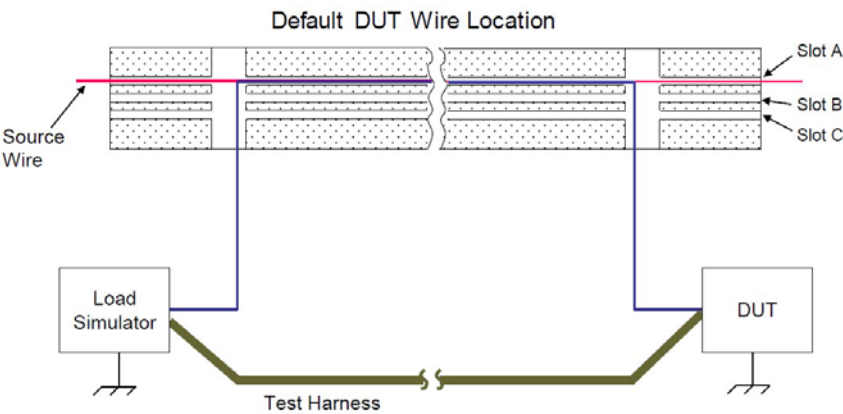 Default DUT Wire Location
Slot A
Slot B
Slot C
Source
Wire
Load
Simulator
DUT
Test Harness